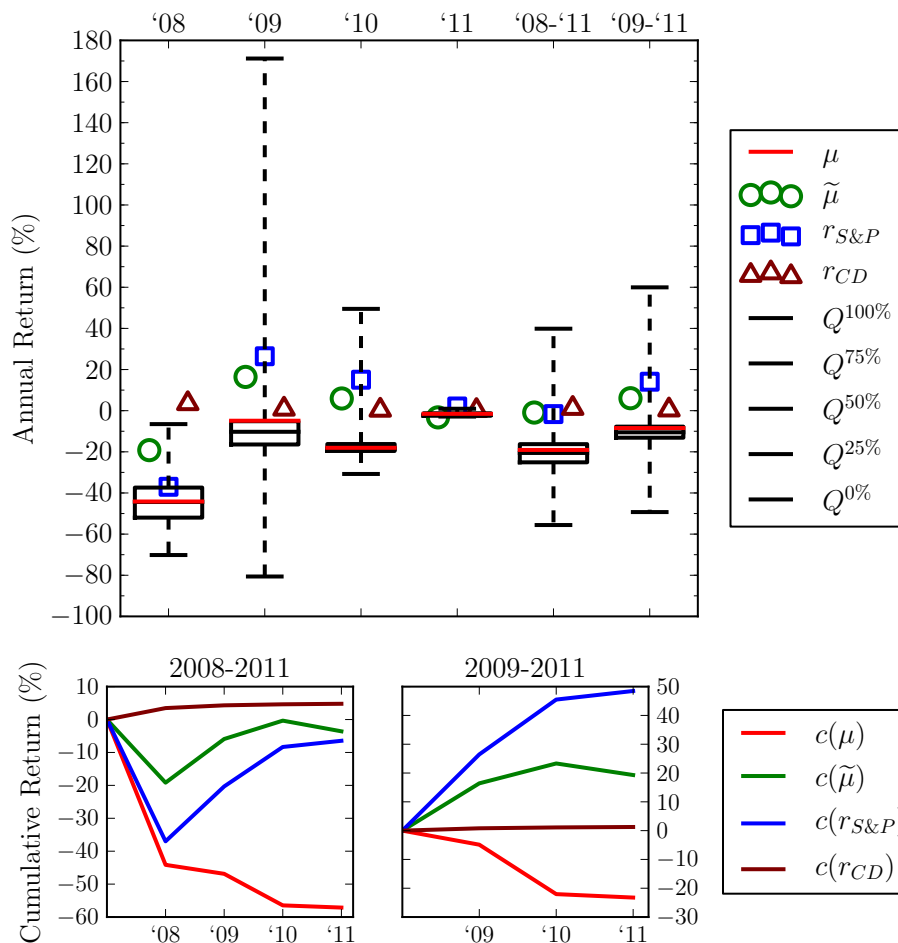 ‘08 ‘09 ‘10 ‘11 ‘08-‘11 ‘09-‘11
Annual Return (%)
180
160
140
120
100
80
60
40
20
0
−20
−40
−60
−80
−100
μ
μ̃
r_{S&P}
r_{CD}
Q^{100%}
Q^{75%}
Q^{50%}
Q^{25%}
Q^{0%}
Cumulative Return (%)
2008-2011
10
0
−10
−20
−30
−40
−50
−60
‘08 ‘09 ‘10 ‘11
2009-2011
50
40
30
20
10
0
−10
−20
−30
‘09 ‘10 ‘11
c(μ)
c(μ̃)
c(r_{S&P})
c(r_{CD})